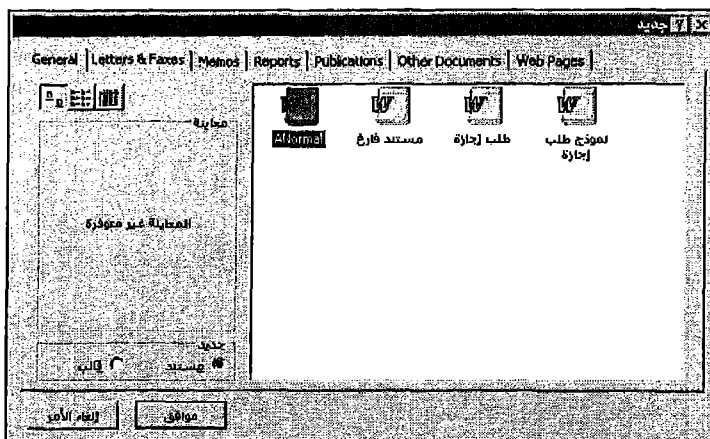 جديد
General Letters & Faxes Memos Reports Publications Other Documents Web Pages
معاينة
المعاينة غير متوفرة
ANormal
مستند فارغ
طلب إجازة
نموذج طلب
إجازة
جديد
مستند
قالب
موافق
إلغاء الأمر